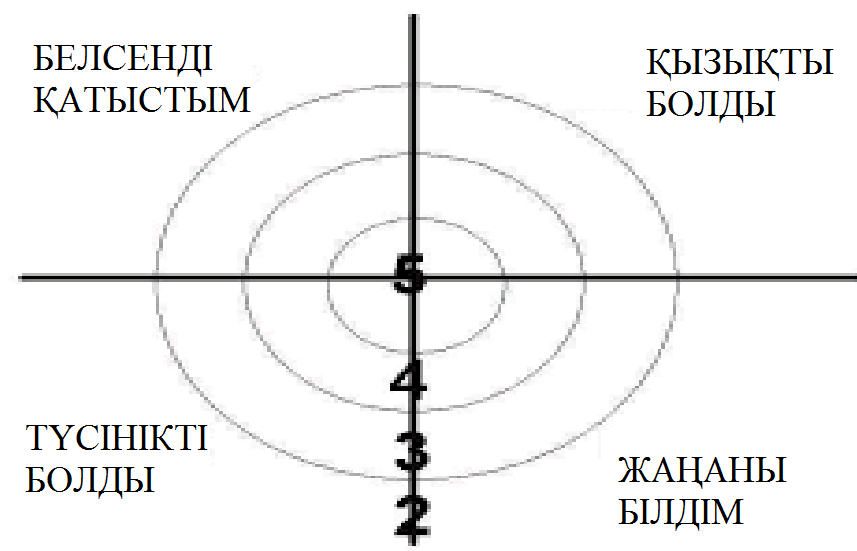 БЕЛСЕНДІ
ҚАТЫСТЫМ
ҚЫЗЫҚТЫ
БОЛДЫ
5
4
3
2
ТҮСІНІКТІ
БОЛДЫ
ЖАҢАНЫ
БІЛДІМ